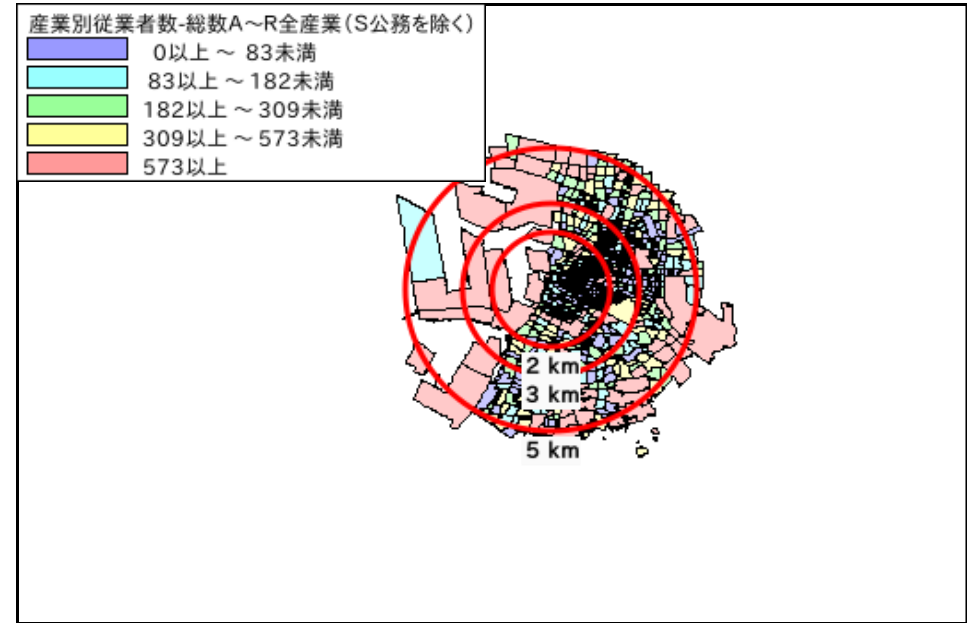 産業別従業者数-総数A～R全産業(S公務を除く)
0以上 ～ 83未満
83以上 ～ 182未満
182以上 ～ 309未満
309以上 ～ 573未満
573以上
2 km
3 km
5 km